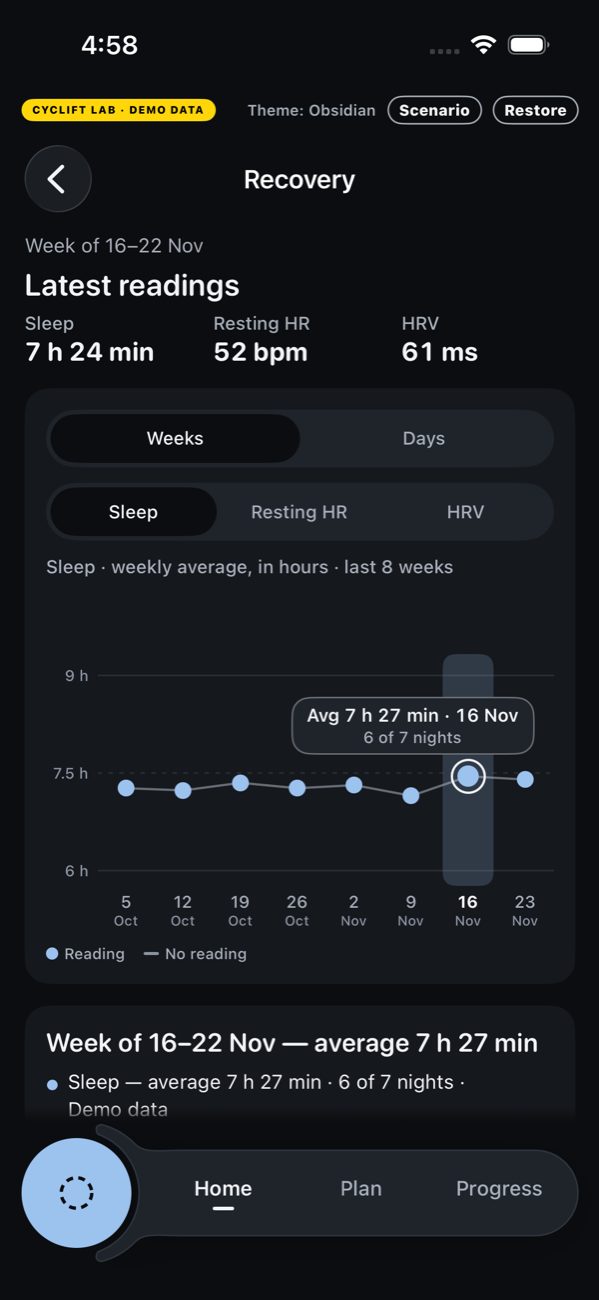 4:58
CYCLIFT LAB · DEMO DATA
Theme: Obsidian
Scenario
Restore
Recovery
Week of 16–22 Nov
Latest readings
Sleep
Resting HR
HRV
7 h 24 min
52 bpm
61 ms
Weeks
Days
Sleep
Resting HR
HRV
Sleep · weekly average, in hours · last 8 weeks
9 h
Avg 7 h 27 min · 16 Nov
6 of 7 nights
7.5 h
6 h
5
12
19
26
2
9
16
23
Oct
Oct
Oct
Oct
Nov
Nov
Nov
Nov
Reading
No reading
Week of 16–22 Nov — average 7 h 27 min
Sleep — average 7 h 27 min · 6 of 7 nights ·
Demo data
Home
Plan
Progress